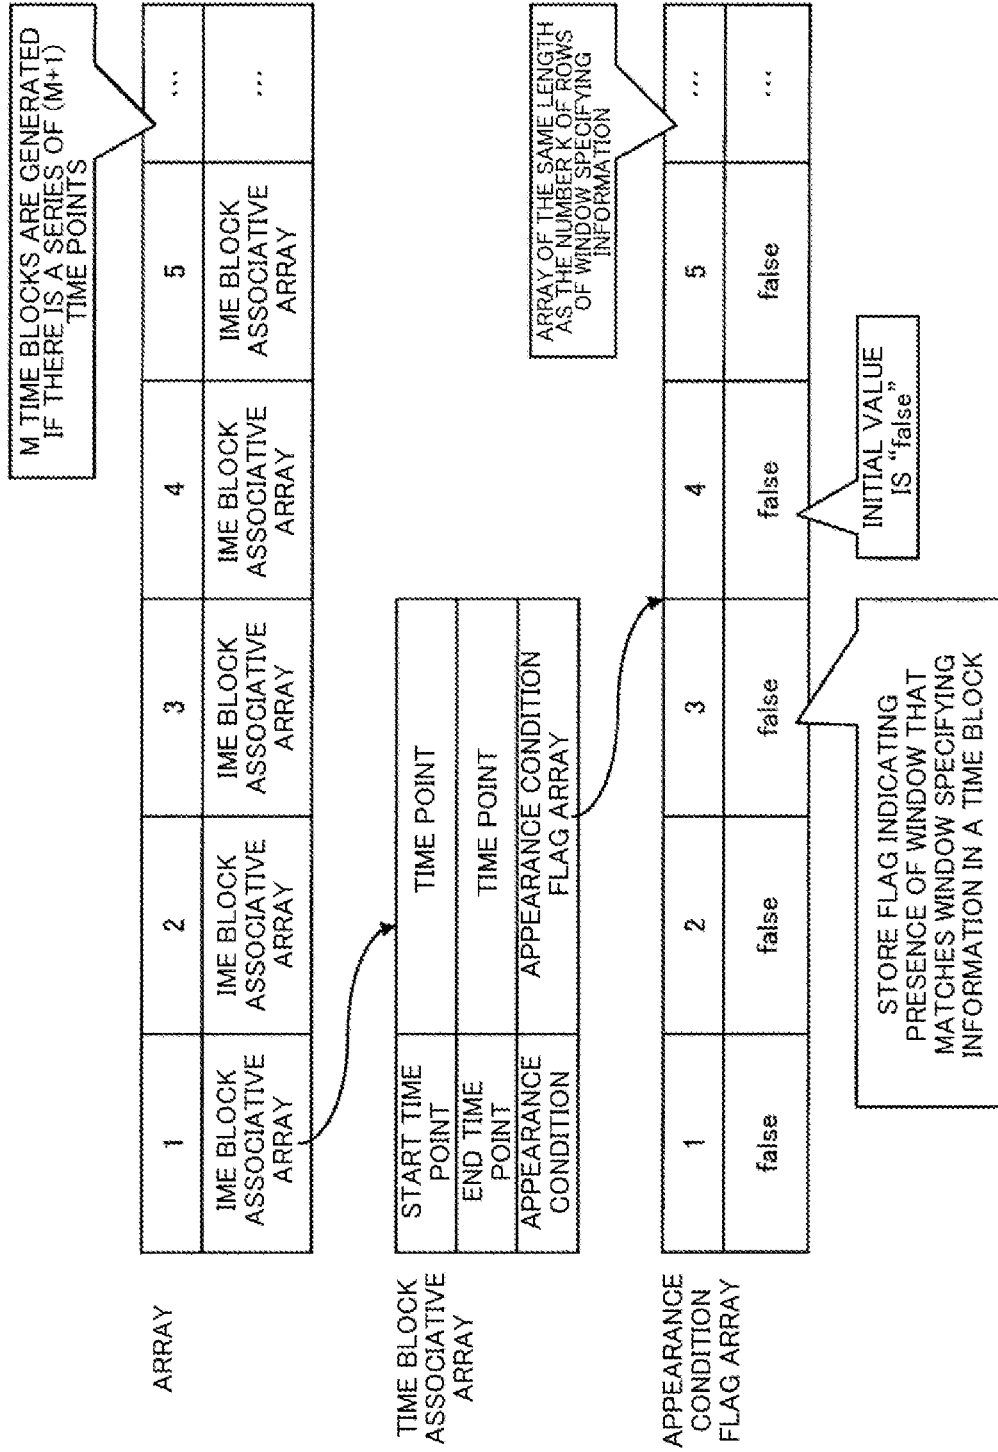 M TIME BLOCKS ARE GENERATED
IF THERE IS A SERIES OF (M+1)
TIME POINTS
ARRAY
1
2
3
4
5
...
IME BLOCK
ASSOCIATIVE
ARRAY
IME BLOCK
ASSOCIATIVE
ARRAY
IME BLOCK
ASSOCIATIVE
ARRAY
IME BLOCK
ASSOCIATIVE
ARRAY
IME BLOCK
ASSOCIATIVE
ARRAY
...
TIME BLOCK
ASSOCIATIVE
ARRAY
START TIME
POINT
TIME POINT
END TIME
POINT
TIME POINT
APPEARANCE
CONDITION
APPEARANCE CONDITION
FLAG ARRAY
ARRAY OF THE SAME LENGTH
AS THE NUMBER K OF ROWS
OF WINDOW SPECIFYING
INFORMATION
APPEARANCE
CONDITION
FLAG ARRAY
1
2
3
4
5
...
false
false
false
false
false
...
STORE FLAG INDICATING
PRESENCE OF WINDOW THAT
MATCHES WINDOW SPECIFYING
INFORMATION IN A TIME BLOCK
INITIAL VALUE
IS “false”